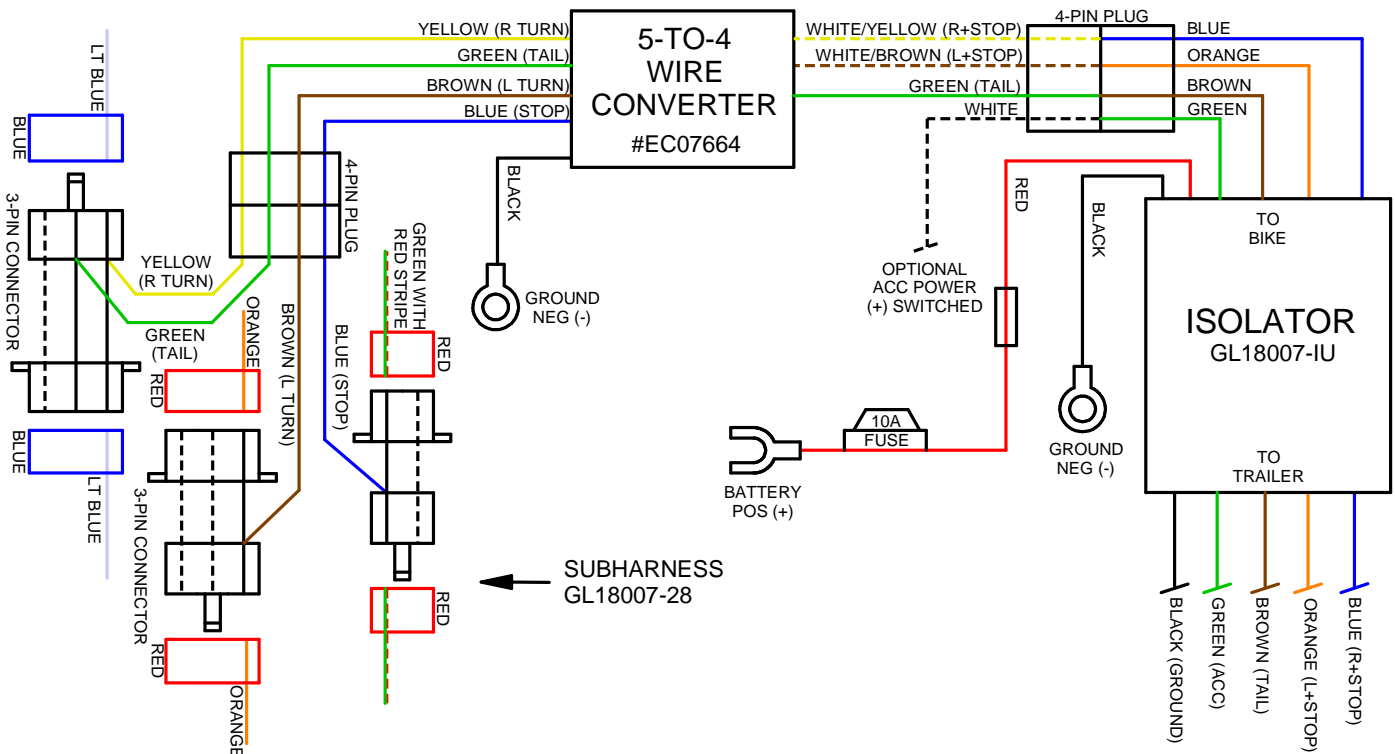 YELLOW (R TURN)
GREEN (TAIL)
BROWN (L TURN)
BLUE (STOP)
5-TO-4
WIRE
CONVERTER
#EC07664
WHITE/YELLOW (R+STOP)
WHITE/BROWN (L+STOP)
GREEN (TAIL)
WHITE
4-PIN PLUG
BLUE
ORANGE
BROWN
GREEN
LT BLUE
BLUE
3-PIN CONNECTOR
YELLOW
(R TURN)
GREEN
(TAIL)
BLUE
LT BLUE
4-PIN PLUG
ORANGE
RED
BROWN (L TURN)
3-PIN CONNECTOR
RED
ORANGE
BLUE (STOP)
GREEN WITH
RED STRIPE
RED
RED
SUBHARNESS
GL18007-28
BLACK
GROUND
NEG (-)
OPTIONAL
ACC POWER
(+) SWITCHED
RED
10A
FUSE
BATTERY
POS (+)
BLACK
GROUND
NEG (-)
TO
BIKE
ISOLATOR
GL18007-IU
TO
TRAILER
BLACK (GROUND)
GREEN (ACC)
BROWN (TAIL)
ORANGE (L+STOP)
BLUE (R+STOP)